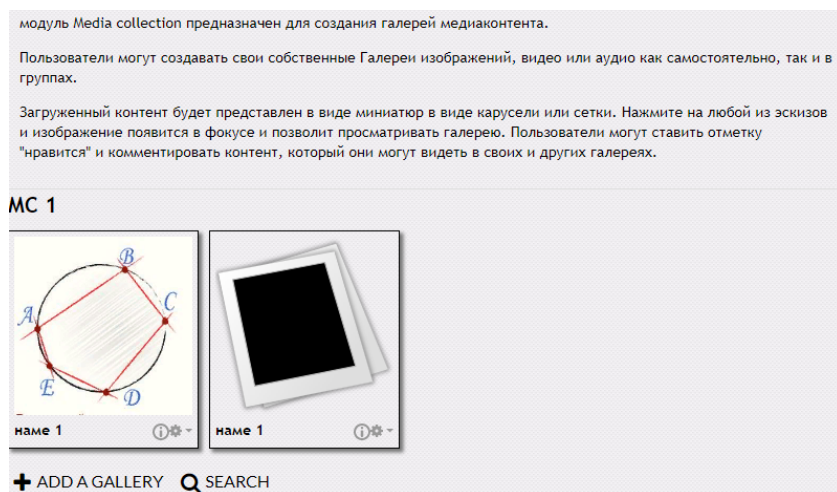 модуль Media collection предназначен для создания галерей медиаконтента.
Пользователи могут создавать свои собственные Галереи изображений, видео или аудио как самостоятельно, так и в
группах.
Загруженный контент будет представлен в виде миниатюр в виде карусели или сетки. Нажмите на любой из эскизов
и изображение появится в фокусе и позволит просматривать галерею. Пользователи могут ставить отметку
"нравится" и комментировать контент, который они могут видеть в своих и других галереях.
МС 1
B
A
C
E
D
наме 1
наме 1
ADD A GALLERY SEARCH